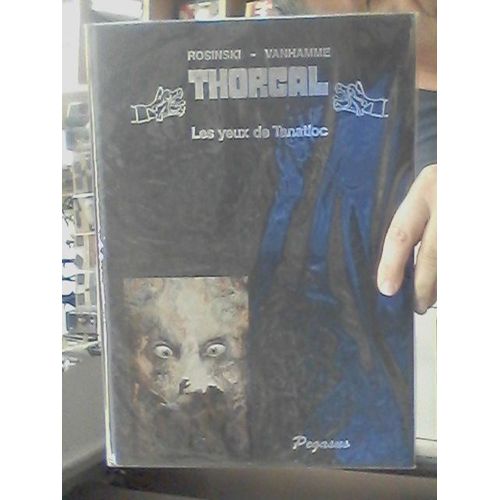 ROSINSKI - VANHAMME
THORGAL
Les yeux de Tanatloc
Pegasus